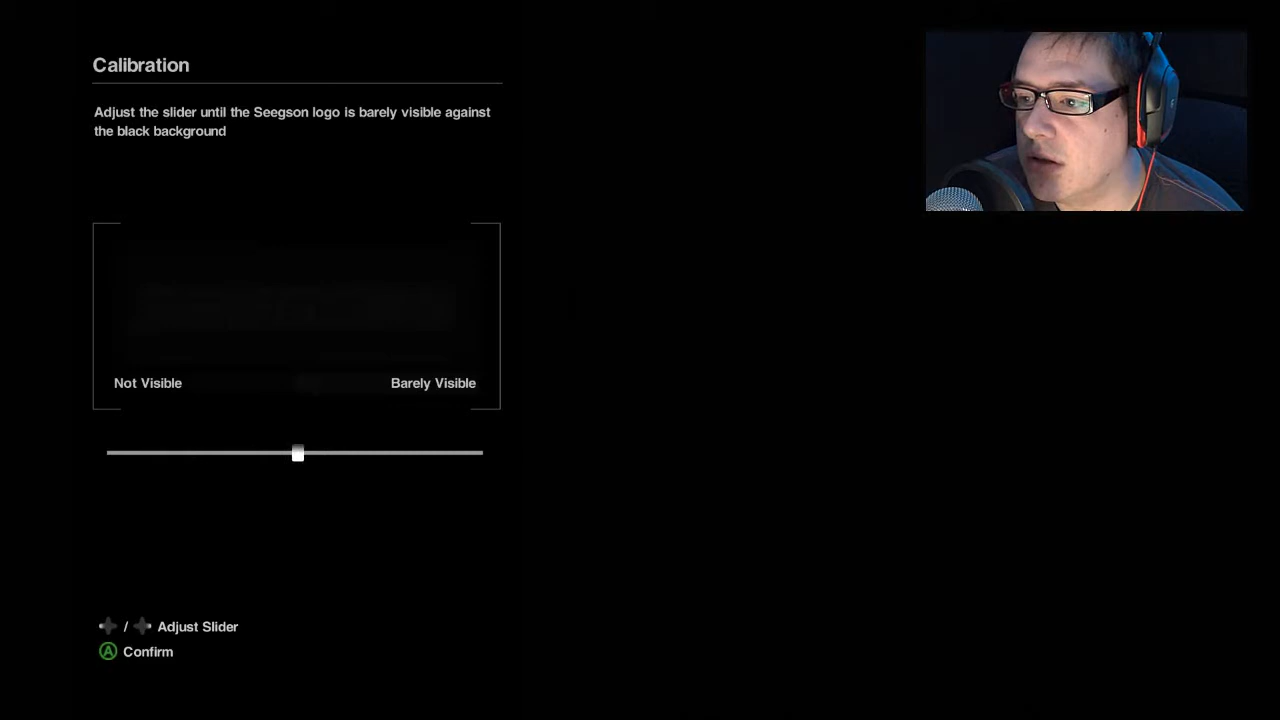 Calibration
Adjust the slider until the Seegson logo is barely visible against
the black background
Not Visible
Barely Visible
/ Adjust Slider
A Confirm